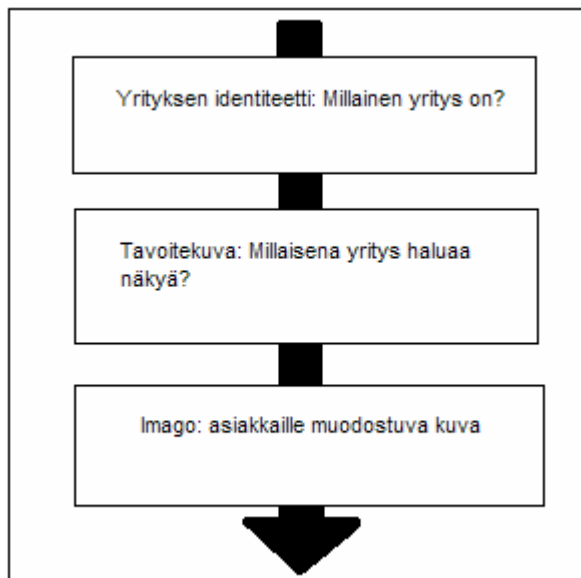 Yrityksen identiteetti: Millainen yritys on?
Tavoitekuva: Millaisena yritys haluaa
näkyä?
Imago: asiakkaille muodostuva kuva